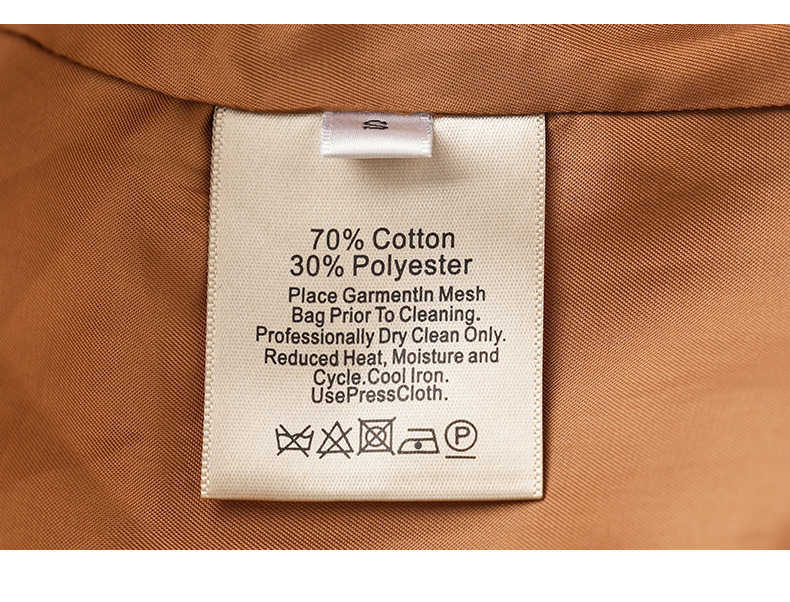 S
70% Cotton
30% Polyester
Place GarmentIn Mesh
Bag Prior To Cleaning.
Professionally Dry Clean Only.
Reduced Heat, Moisture and
Cycle.Cool Iron.
UsePressCloth.
P